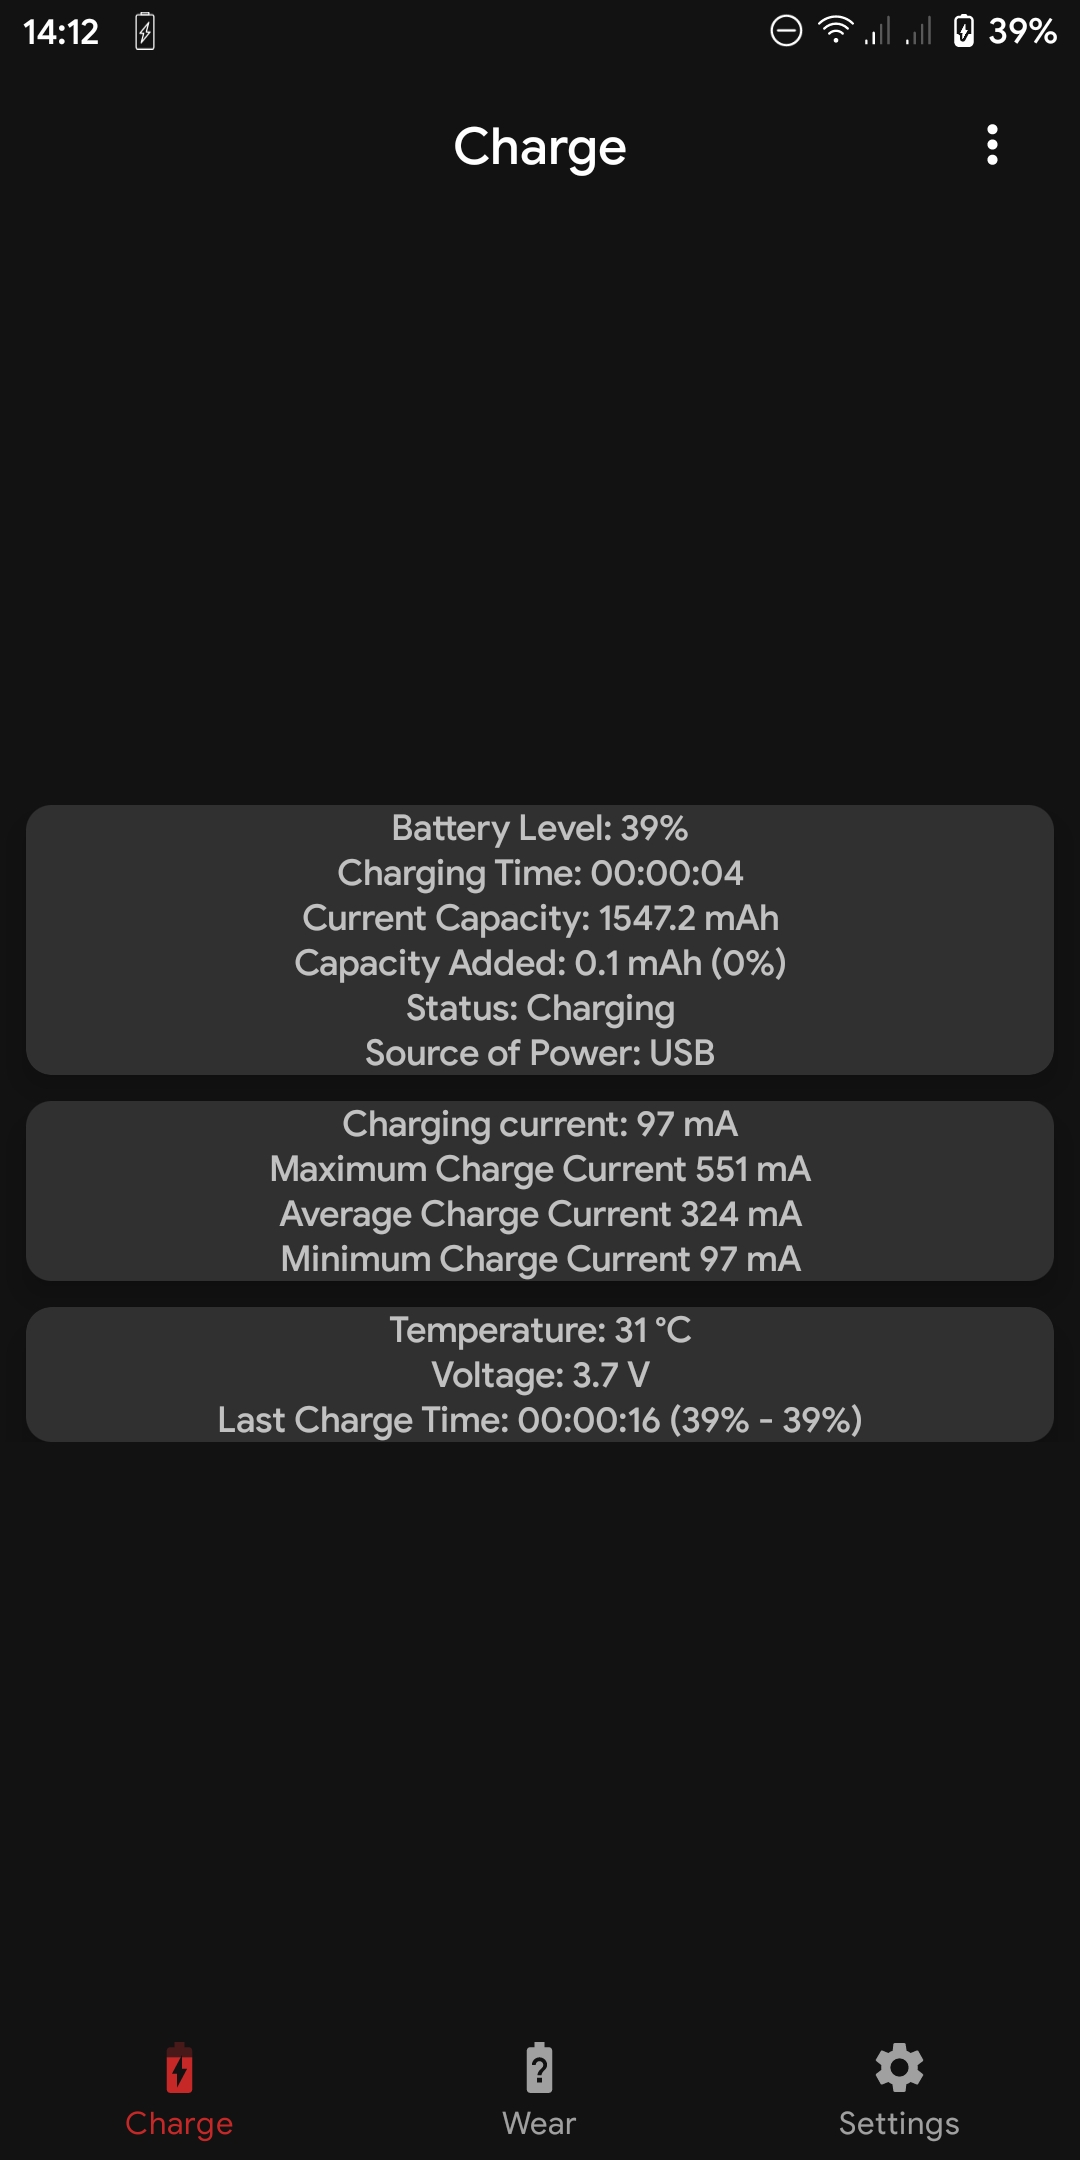 14:12
39%
Charge
Battery Level: 39%
Charging Time: 00:00:04
Current Capacity: 1547.2 mAh
Capacity Added: 0.1 mAh (0%)
Status: Charging
Source of Power: USB
Charging current: 97 mA
Maximum Charge Current 551 mA
Average Charge Current 324 mA
Minimum Charge Current 97 mA
Temperature: 31 °C
Voltage: 3.7 V
Last Charge Time: 00:00:16 (39% - 39%)
Charge
Wear
Settings